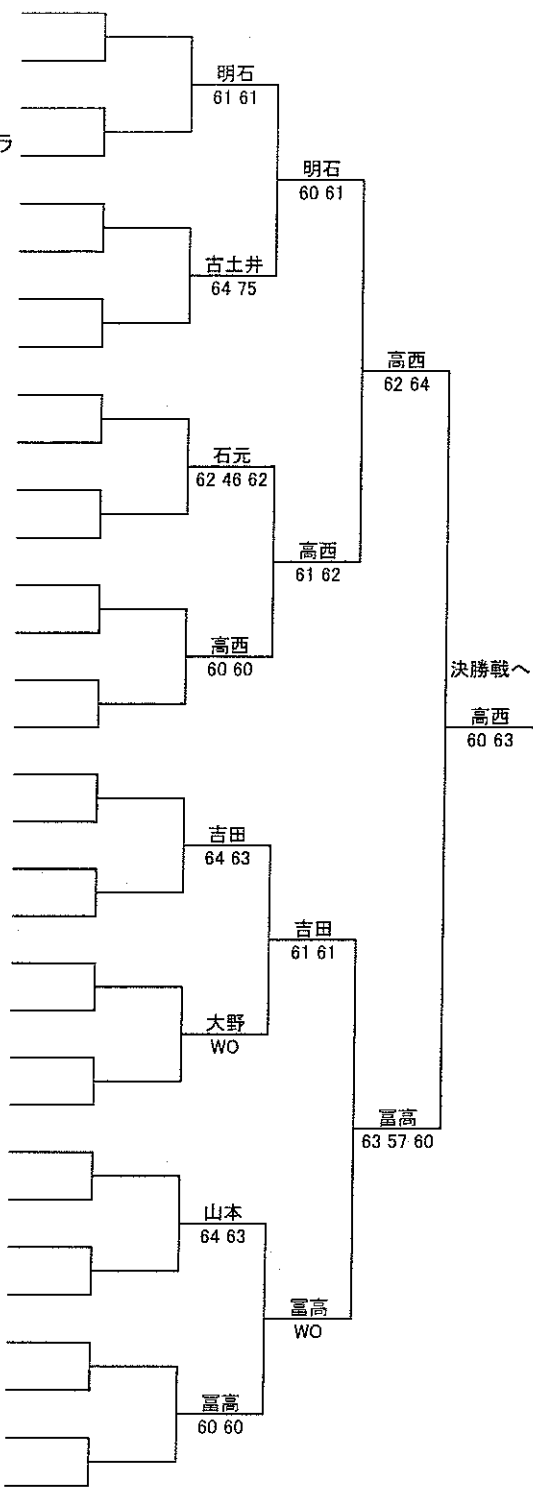 明石
61 61
ラ
明石
60 61
古土井
64 75
高西
62 64
石元
62 46 62
高西
61 62
高西
60 60
決勝戦へ
高西
60 63
吉田
64 63
吉田
61 61
大野
WO
冨高
63 57 60
山本
64 63
冨高
WO
冨高
60 60